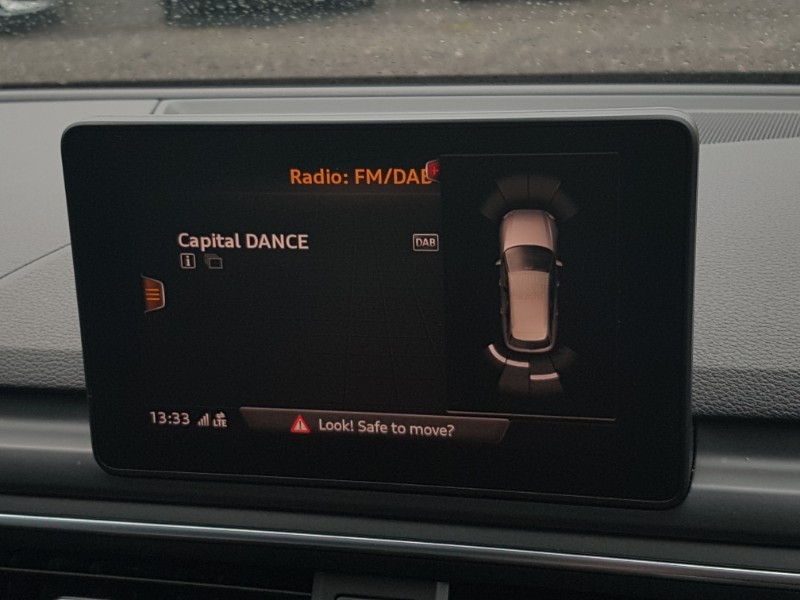 Radio: FM/DAB
Capital DANCE
DAB
i
13:33 LTE
Look! Safe to move?